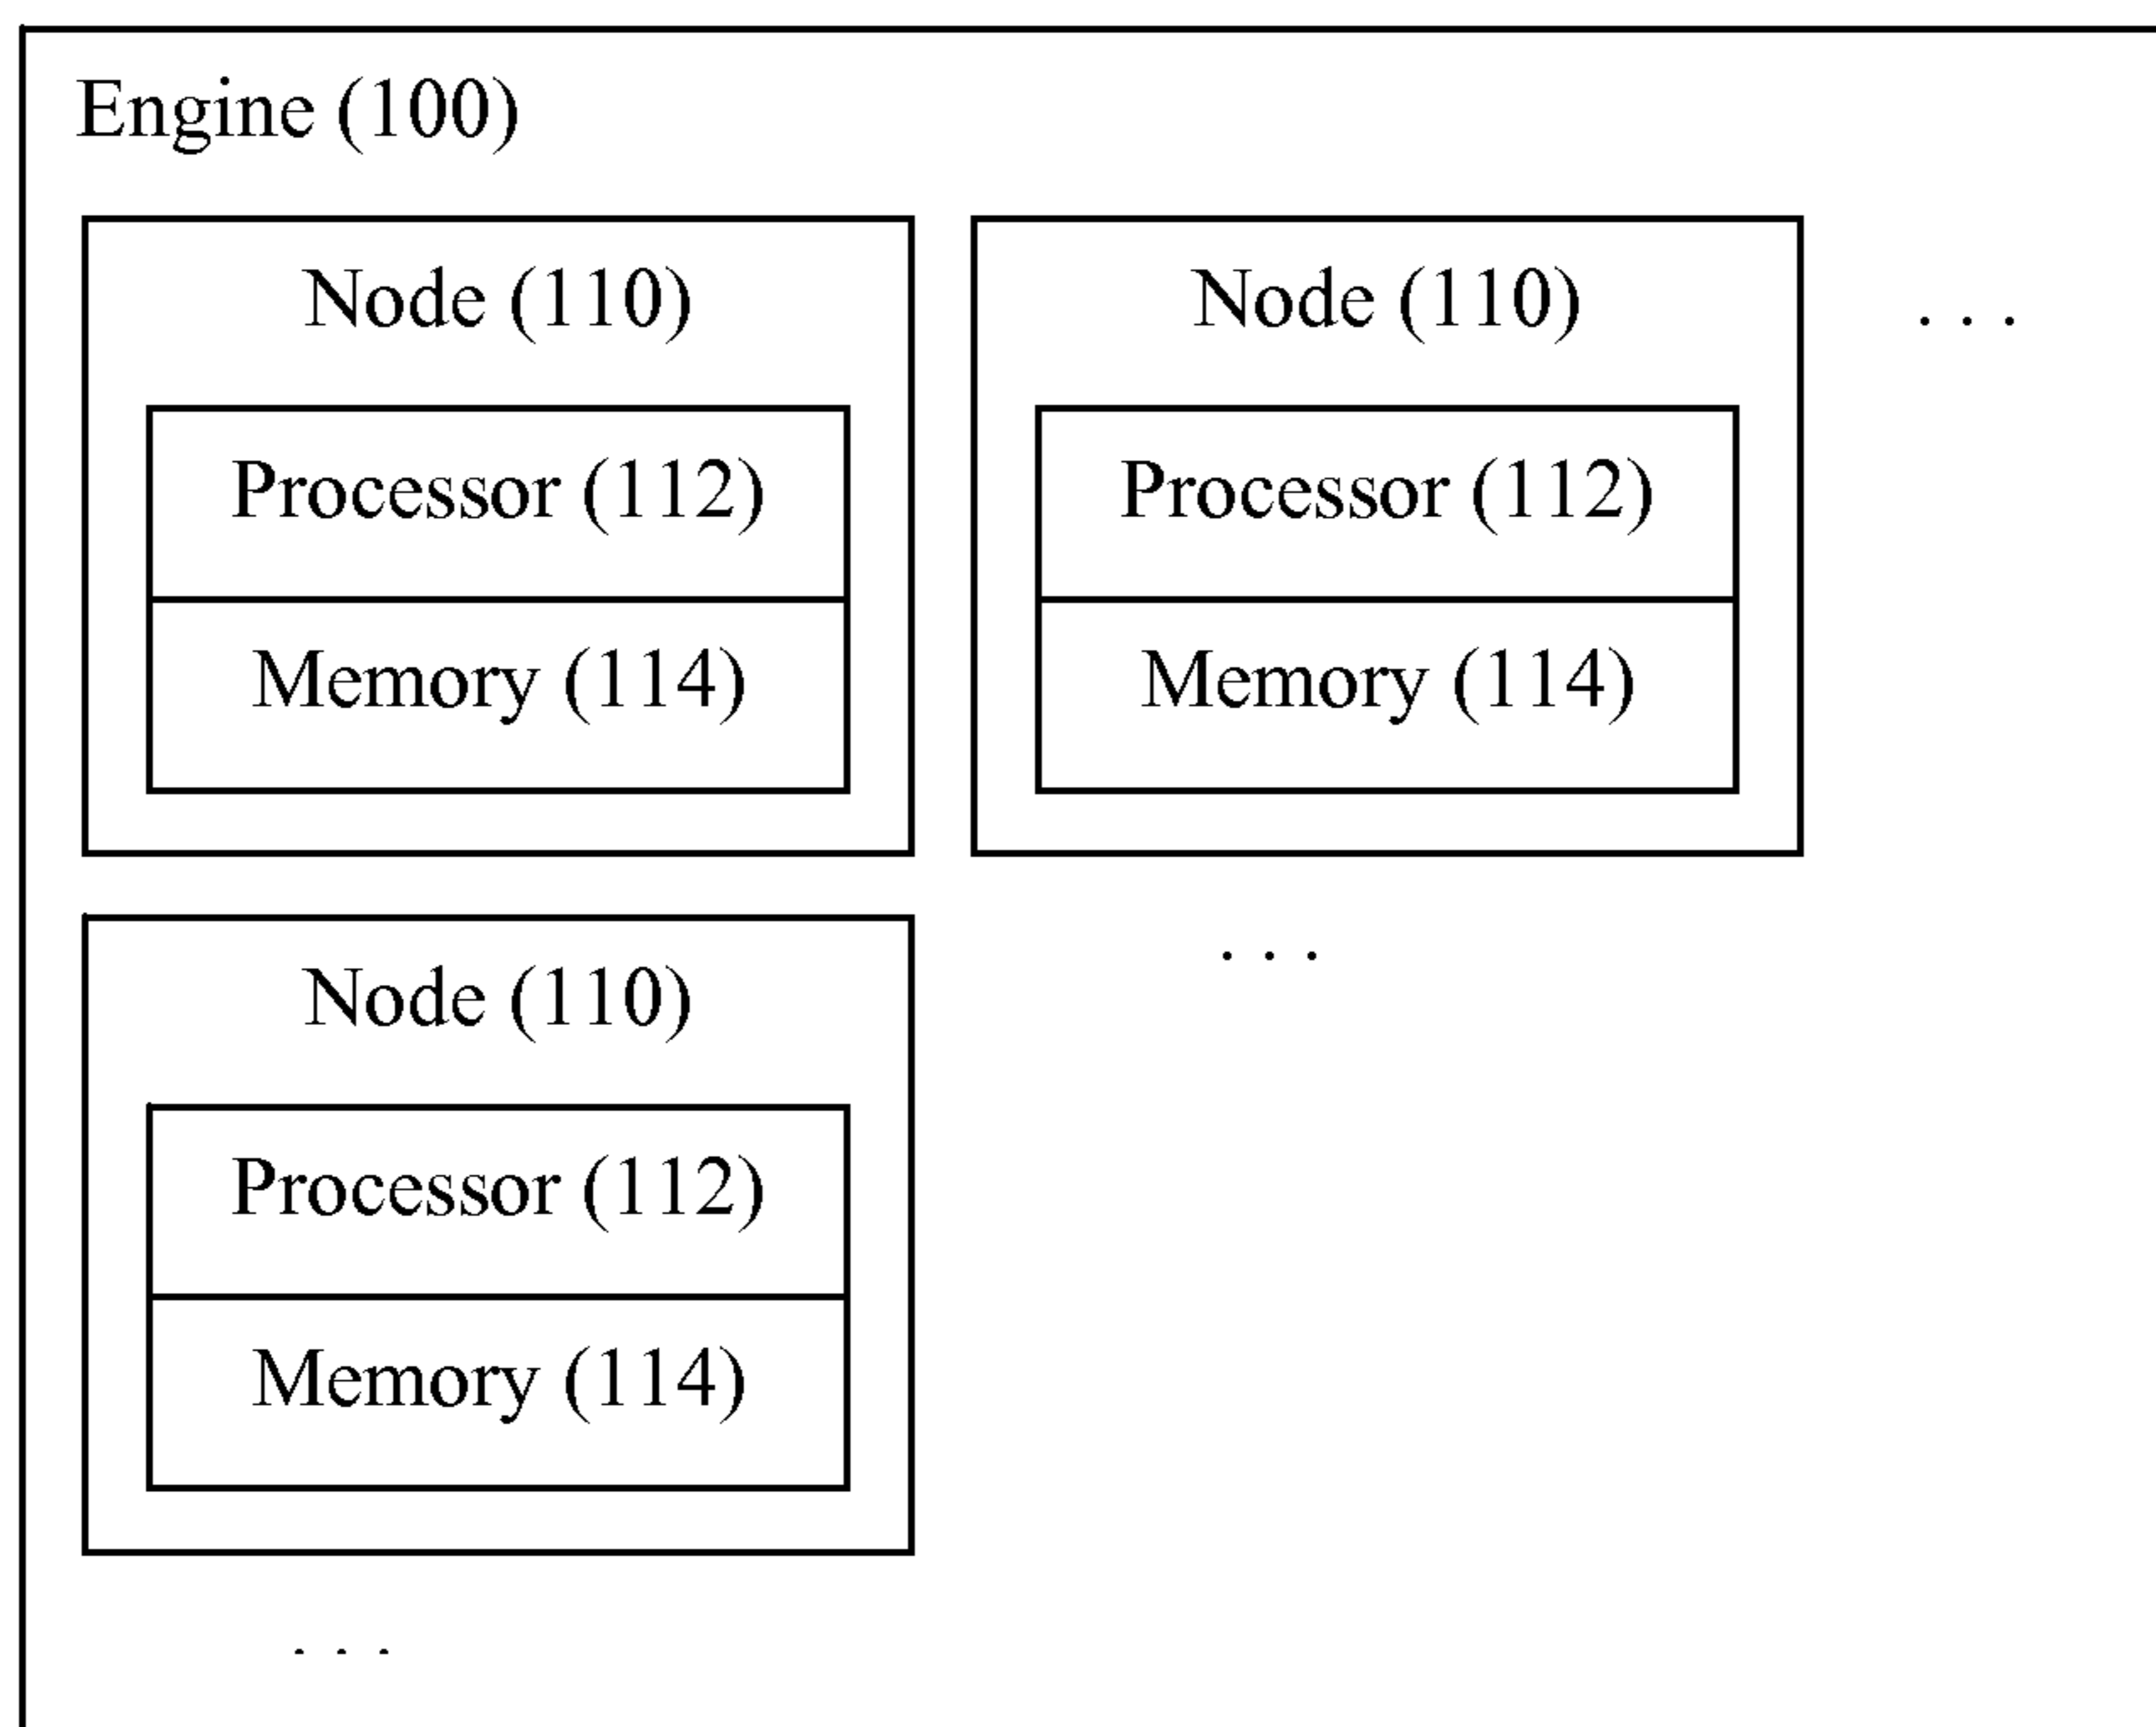 Engine (100)
Node (110)
Processor (112)
Memory (114)
Node (110)
Processor (112)
Memory (114)
. . .
Node (110)
Processor (112)
Memory (114)
. . .
. . .